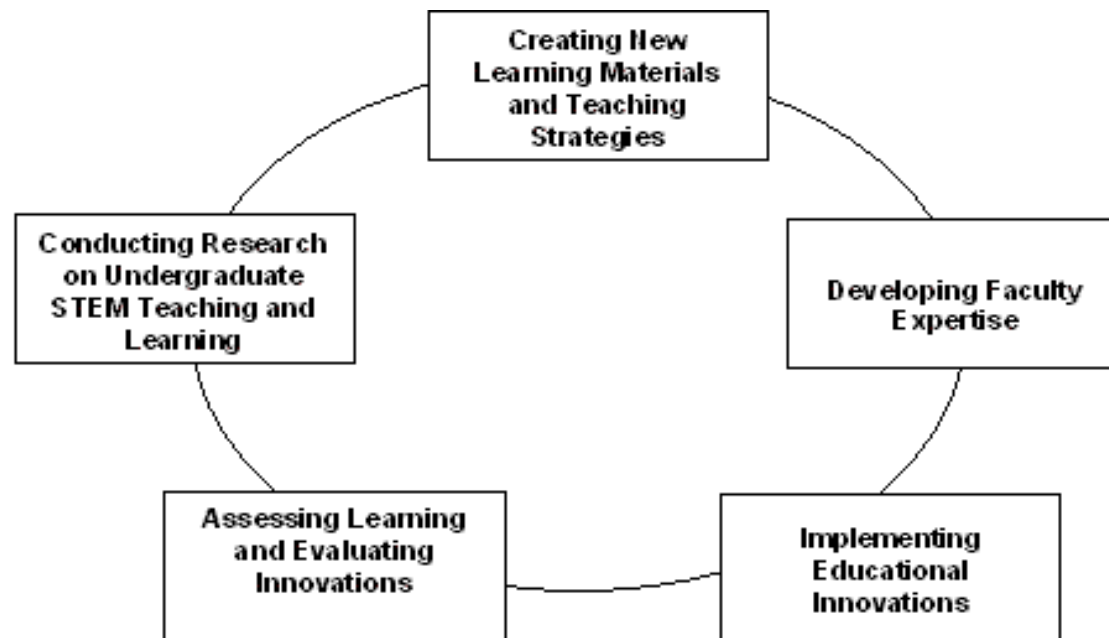 Creating New
Learning Materials
and Teaching
Strategies
Conducting Research
on Undergraduate
STEM Teaching and
Learning
Developing Faculty
Expertise
Assessing Learning
and Evaluating
Innovations
Implementing
Educational
Innovations